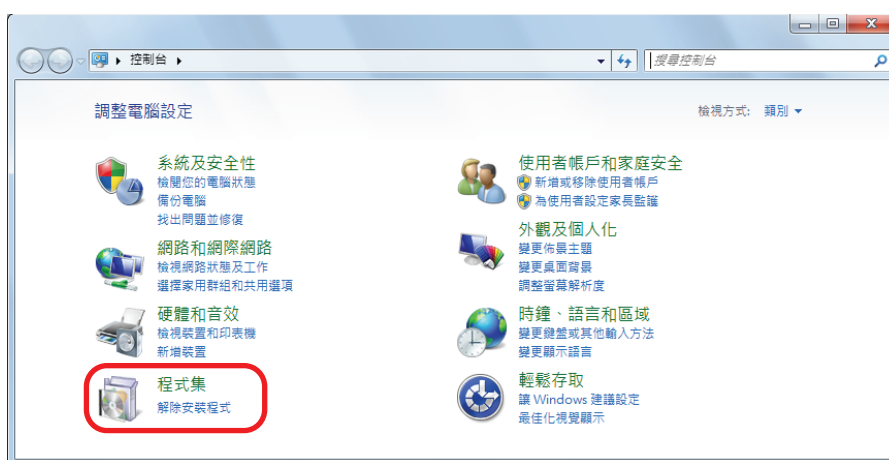 控制台
搜尋控制台
調整電腦設定
檢視方式: 類別
系統及安全性
檢閱您的電腦狀態
備份電腦
找出問題並修復
網路和網際網路
檢視網路狀態及工作
選擇家用群組和共用選項
硬體和音效
檢視裝置和印表機
新增裝置
程式集
解除安裝程式
使用者帳戶和家庭安全
新增或移除使用者帳戶
為使用者設定家長監護
外觀及個人化
變更佈景主題
變更桌面背景
調整螢幕解析度
時鐘、語言和區域
變更鍵盤或其他輸入方法
變更顯示語言
輕鬆存取
讓 Windows 建議設定
最佳化視覺顯示